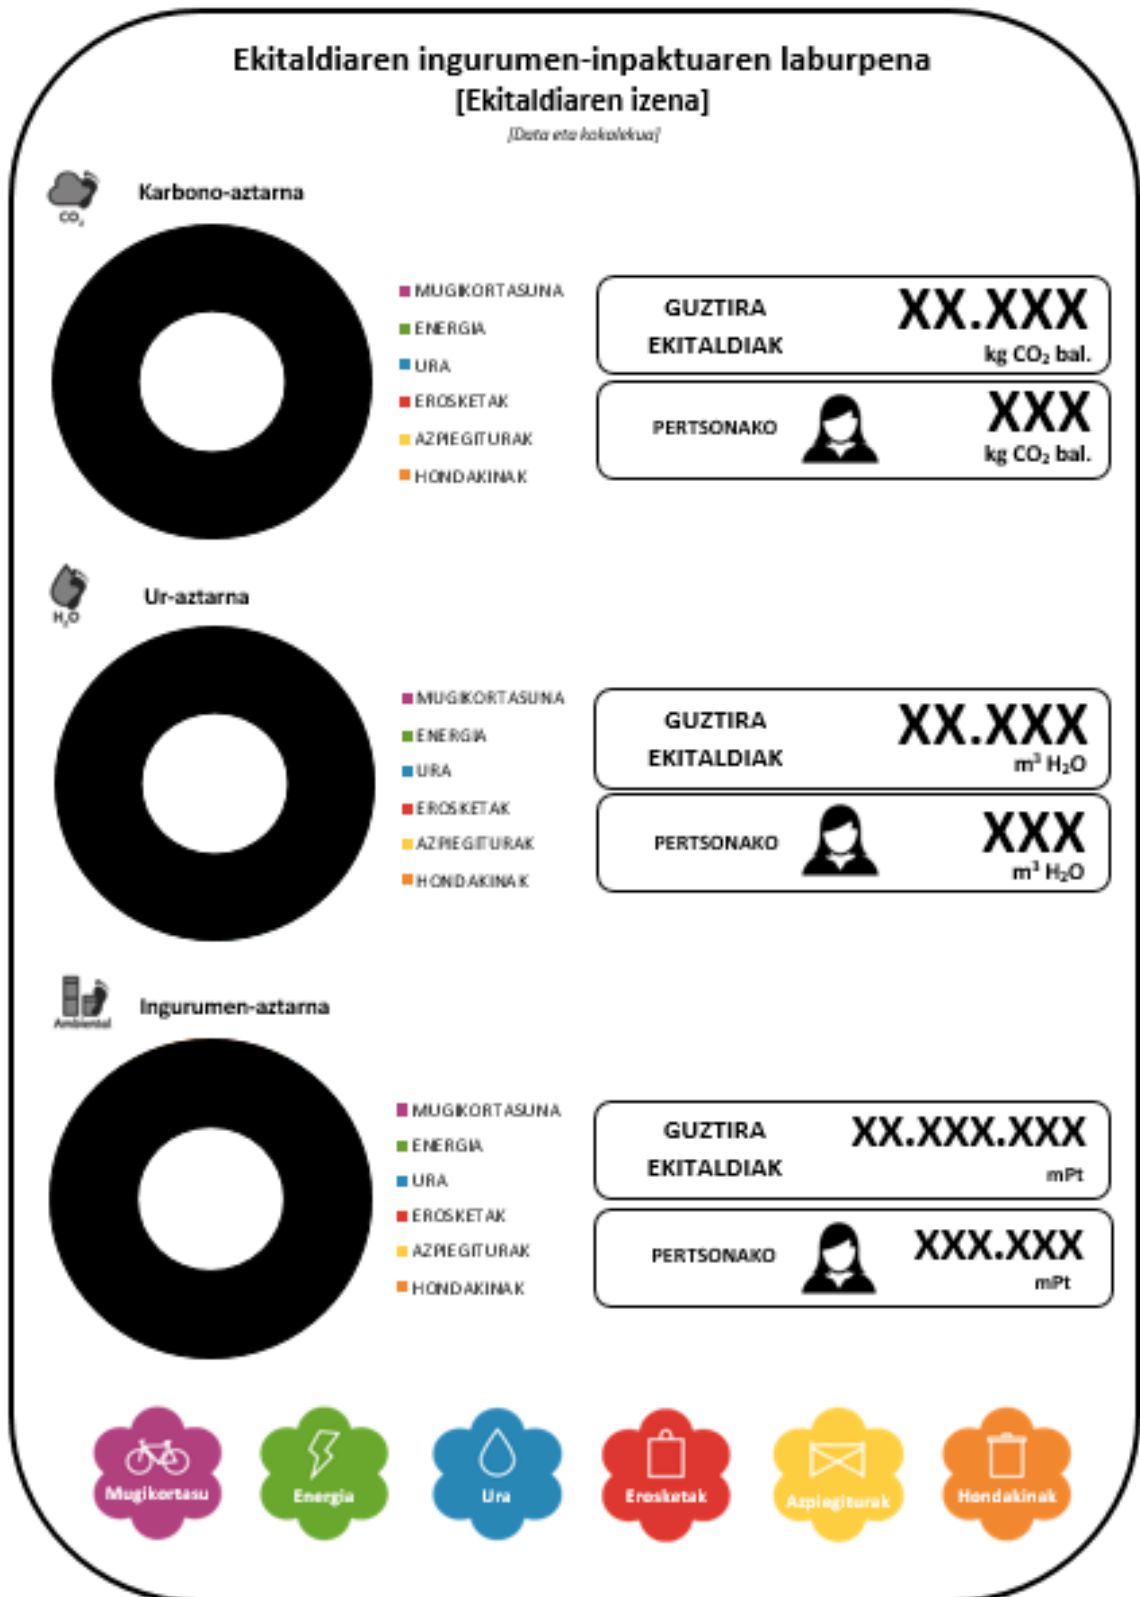 Ekitaldiaren ingurumen-inpaktuaren laburpena
[Ekitaldiaren izena]
[Data eta kokalekua]
CO₂
Karbono-aztarna
MUGIKORTASUNA
ENERGIA
URA
EROSKETAK
AZPIEGITURAK
HONDAKINAK
GUZTIRA
EKITALDIAK
XX.XXX
kg CO₂ bal.
PERTSONAKO
XXX
kg CO₂ bal.
H₂O
Ur-aztarna
MUGIKORTASUNA
ENERGIA
URA
EROSKETAK
AZPIEGITURAK
HONDAKINAK
GUZTIRA
EKITALDIAK
XX.XXX
m³ H₂O
PERTSONAKO
XXX
m³ H₂O
Ambiental
Ingurumen-aztarna
MUGIKORTASUNA
ENERGIA
URA
EROSKETAK
AZPIEGITURAK
HONDAKINAK
GUZTIRA
EKITALDIAK
XX.XXX.XXX
mPt
PERTSONAKO
XXX.XXX
mPt
Mugikortasu
Energia
Ura
Erosketak
Azpiegiturak
Hondakinak